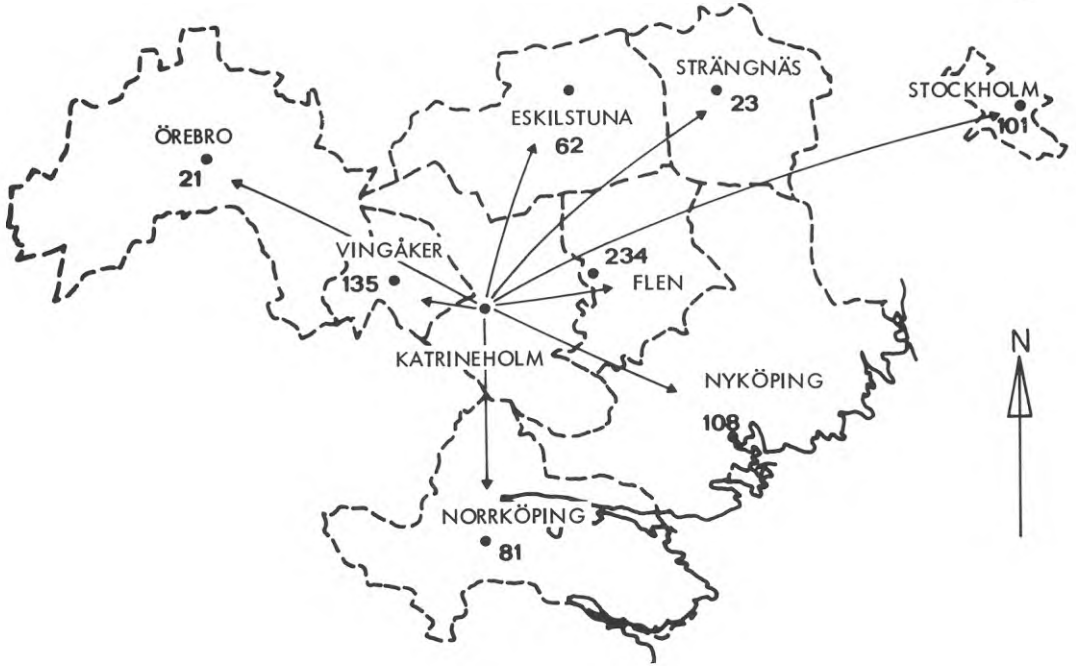 STRÄNGNÄS
23
STOCKHOLM
101
ESKILSTUNA
62
ÖREBRO
21
VINGÅKER
135
234
FLEN
KATRINEHOLM
NYKÖPING
108
N
NORRKÖPING
81